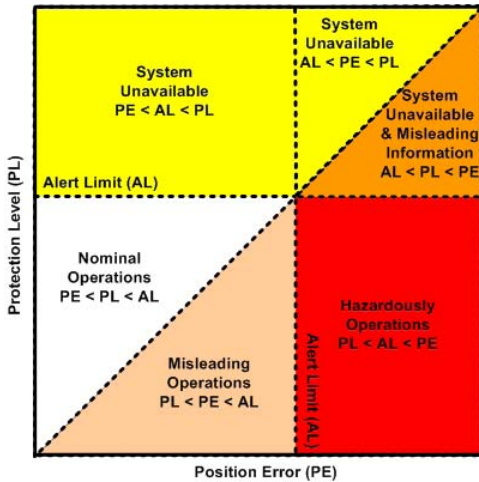 System
Unavailable
PE < AL < PL
System
Unavailable
AL < PE < PL
System
Unavailable
& Misleading
Information
AL < PL < PE
Alert Limit (AL)
Protection Level (PL)
Nominal
Operations
PE < PL < AL
Misleading
Operations
PL < PE < AL
Hazardously
Operations
PL < AL < PE
Alert Limit (AL)
Position Error (PE)